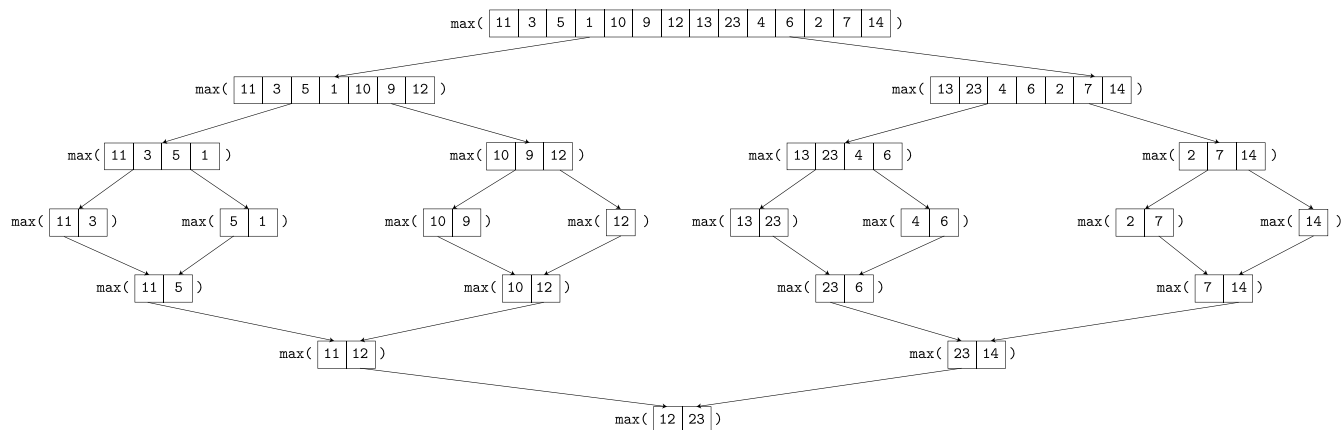 max( 11 3 5 1 10 9 12 13 23 4 6 2 7 14 )
max( 11 3 5 1 10 9 12 ) max( 13 23 4 6 2 7 14 )
max( 11 3 5 1 ) max( 10 9 12 ) max( 13 23 4 6 ) max( 2 7 14 )
max( 11 3 ) max( 5 1 ) max( 10 9 ) max( 12 ) max( 13 23 ) max( 4 6 ) max( 2 7 ) max( 14 )
max( 11 5 ) max( 10 12 ) max( 23 6 ) max( 7 14 )
max( 11 12 ) max( 23 14 )
max( 12 23 )